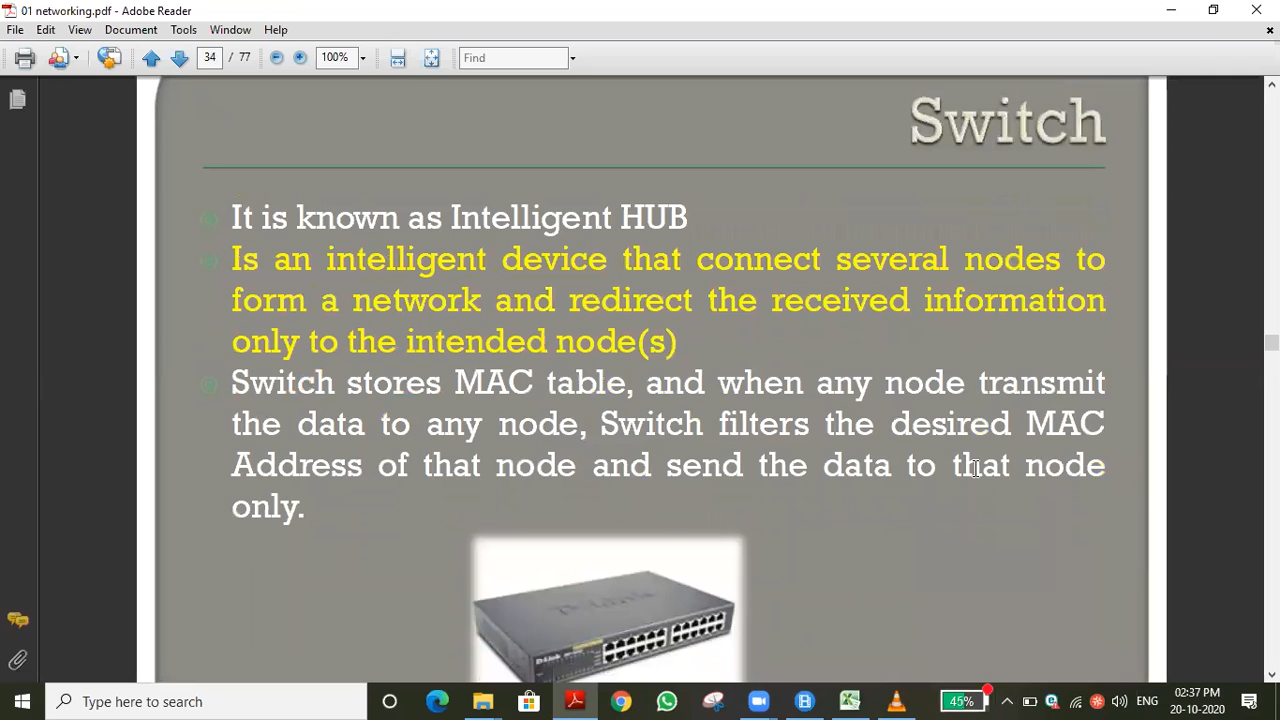 01 networking.pdf - Adobe Reader
File Edit View Document Tools Window Help
34 / 77 100% Find
Switch
It is known as Intelligent HUB
Is an intelligent device that connect several nodes to
form a network and redirect the received information
only to the intended node(s)
Switch stores MAC table, and when any node transmit
the data to any node, Switch filters the desired MAC
Address of that node and send the data to that node
only.
D-Link
D-Link
Type here to search
45%
ENG
02:37 PM
20-10-2020